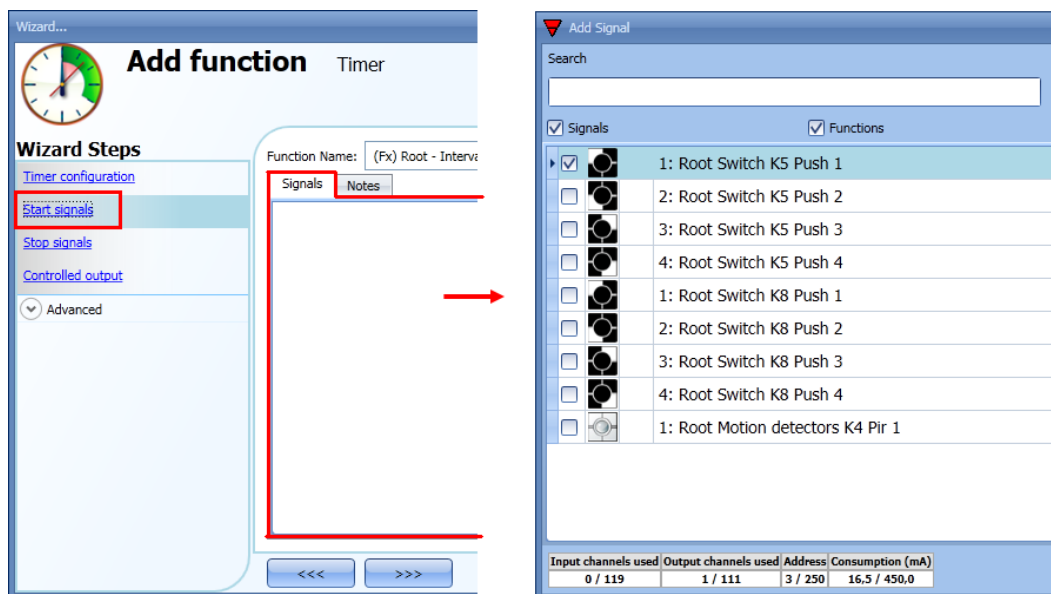 Wizard...
Add function Timer
Wizard Steps
Timer configuration
Start signals
Stop signals
Controlled output
Advanced
Function Name: (Fx) Root - Interva
Signals Notes
<<< >>>
Add Signal
Search
Signals Functions
1: Root Switch K5 Push 1
2: Root Switch K5 Push 2
3: Root Switch K5 Push 3
4: Root Switch K5 Push 4
1: Root Switch K8 Push 1
2: Root Switch K8 Push 2
3: Root Switch K8 Push 3
4: Root Switch K8 Push 4
1: Root Motion detectors K4 Pir 1
Input channels used Output channels used Address Consumption (mA)
0 / 119 1 / 111 3 / 250 16,5 / 450,0